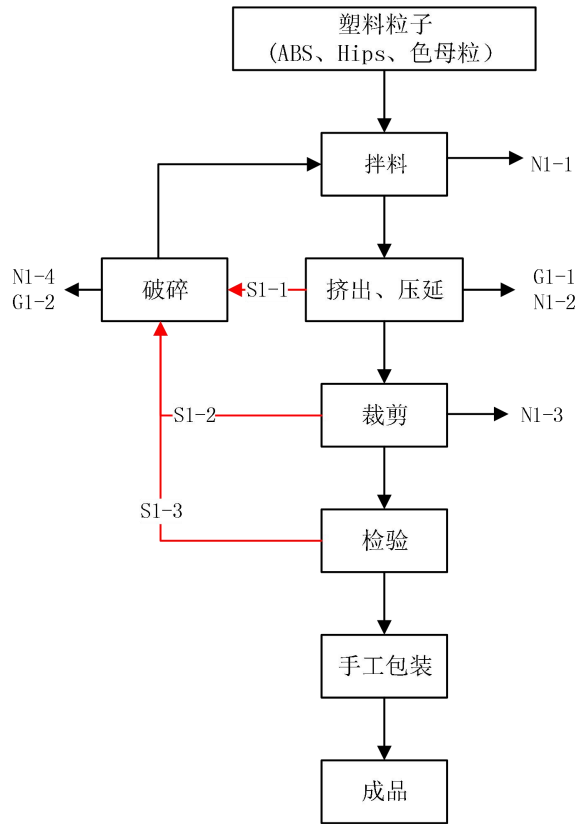 塑料粒子
(ABS、Hips、色母粒）
拌料
N1-1
N1-4
G1-2
破碎
S1-1
挤出、压延
G1-1
N1-2
S1-2
裁剪
N1-3
S1-3
检验
手工包装
成品